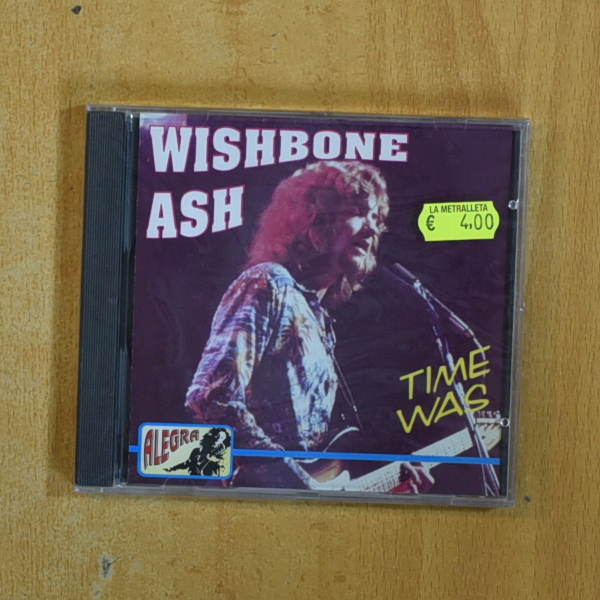 WISHBONE
ASH
LA METRALLETA
€ 4,00
TIME
WAS
ALEGRA